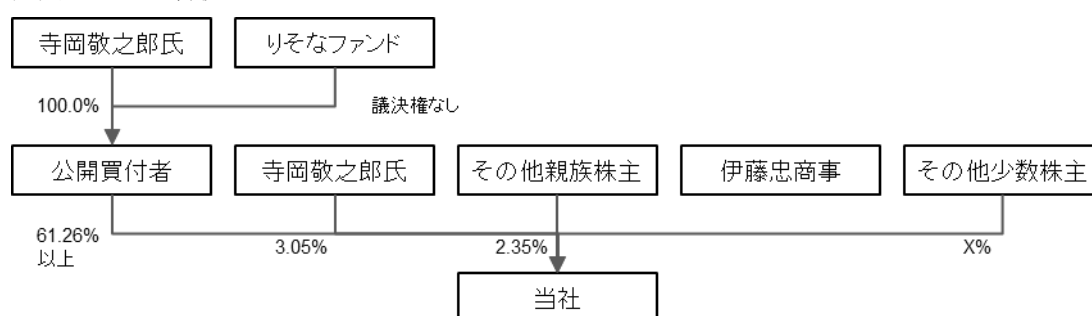 寺岡敬之郎氏
りそなファンド
100.0%
議決権なし
公開買付者
寺岡敬之郎氏
その他親族株主
伊藤忠商事
その他少数株主
61.26%
以上
3.05%
2.35%
X%
当社